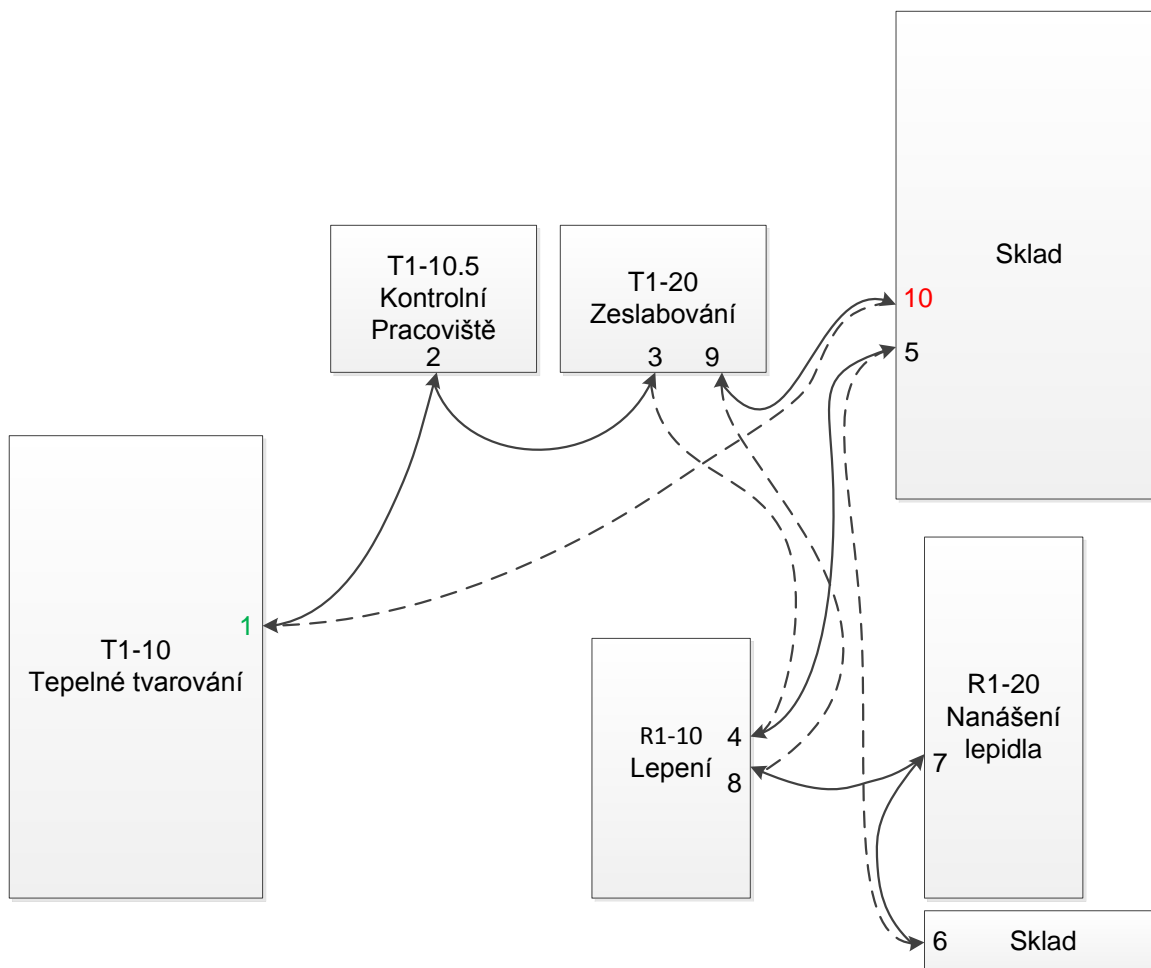 Sklad
10
5
T1-10.5
Kontrolní
Pracoviště
2
T1-20
Zeslabování
3
9
1
T1-10
Tepelné tvarování
R1-10
Lepení
4
8
R1-20
Nanášení
lepidla
7
6
Sklad